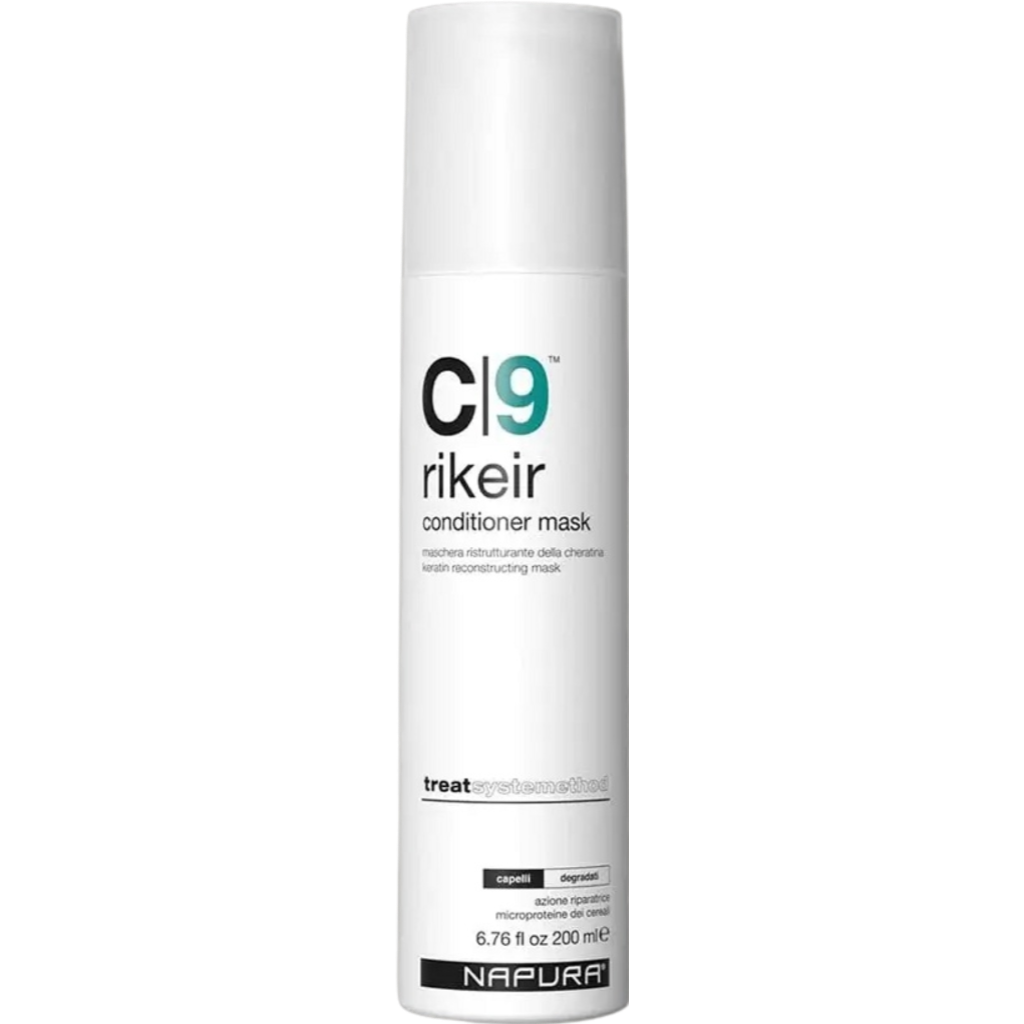 C|9™
rikeir
conditioner mask
maschera ristrutturante della cheratina
keratin reconstructing mask
treatsystemethod
capelli degradati
azione riparatrice
microproteine dei cereali
6.76 fl oz 200 ml℮
NAPURA®